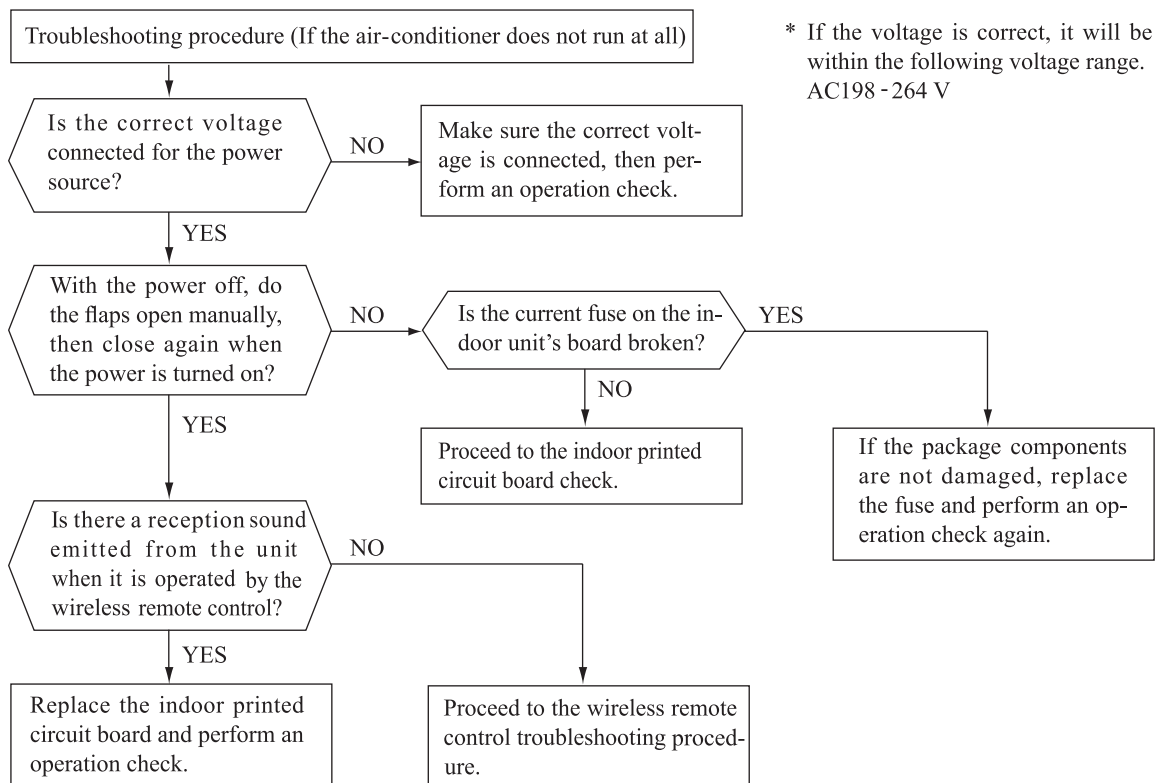 Troubleshooting procedure (If the air-conditioner does not run at all)
* If the voltage is correct, it will be
within the following voltage range.
AC198 - 264 V
Is the correct voltage
connected for the power
source?
NO
Make sure the correct volt-
age is connected, then per-
form an operation check.
YES
With the power off, do
the flaps open manually,
then close again when
the power is turned on?
NO
Is the current fuse on the in-
door unit's board broken?
YES
NO
YES
Proceed to the indoor printed
circuit board check.
If the package components
are not damaged, replace
the fuse and perform an op-
eration check again.
Is there a reception sound
emitted from the unit
when it is operated by the
wireless remote control?
NO
YES
Replace the indoor printed
circuit board and perform an
operation check.
Proceed to the wireless remote
control troubleshooting proced-
ure.